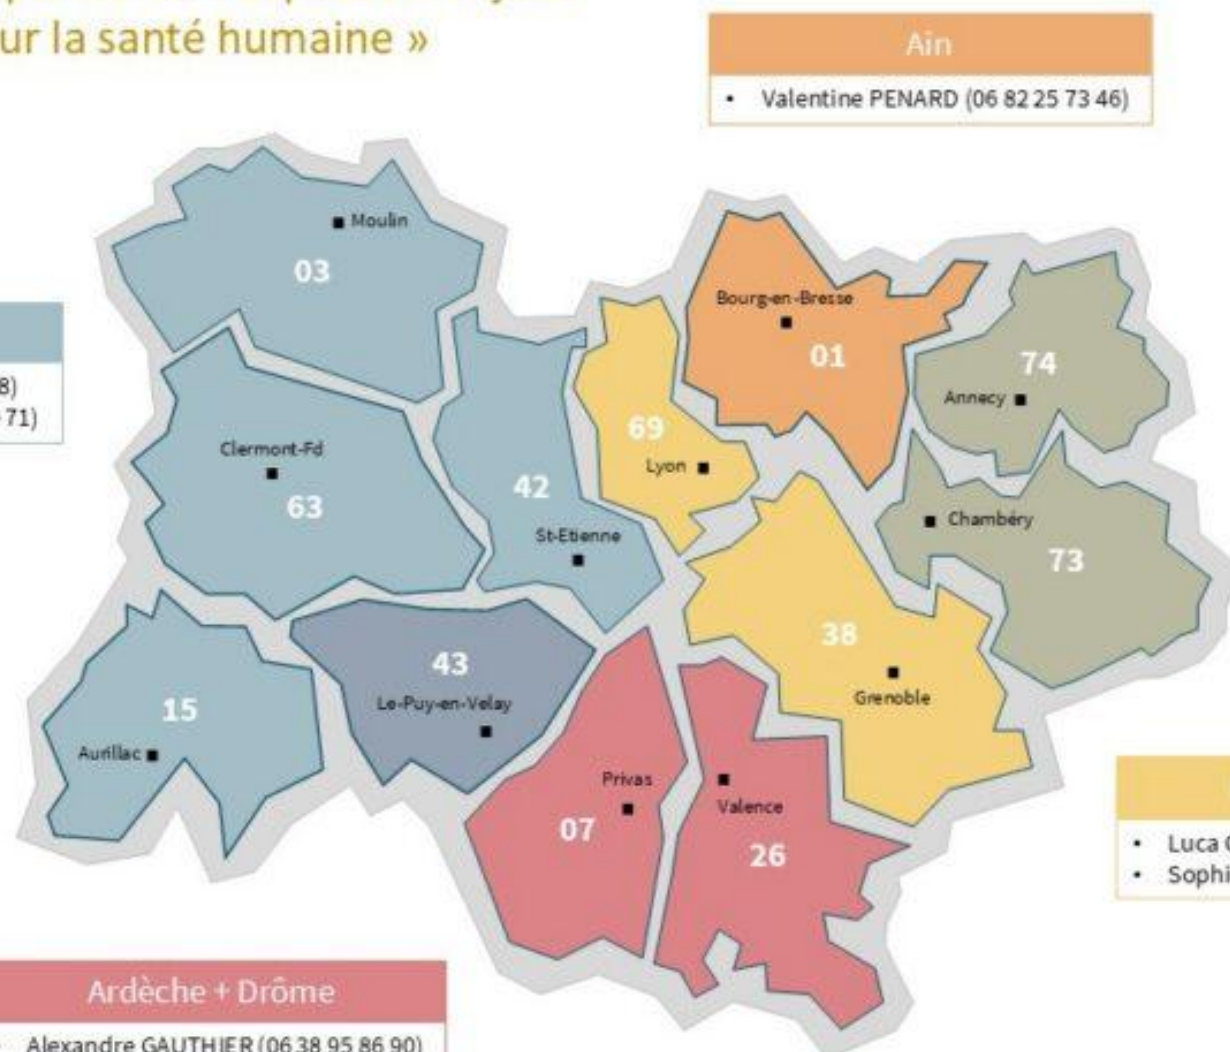 ur la santé humaine »
Ain
• Valentine PENARD (06 82 25 73 46)
Moulin
03
Bourg-en-Bresse
01
74
Annecy
8)
71)
Clermont-Fd
63
42
69
Lyon
St-Etienne
Chambéry
73
38
Grenoble
43
Le-Puy-en-Velay
15
Aurillac
Privas
07
Valence
26
• Luca
• Sophi
Ardèche + Drôme
Alexandre GAUTHIER (06 38 95 86 90)